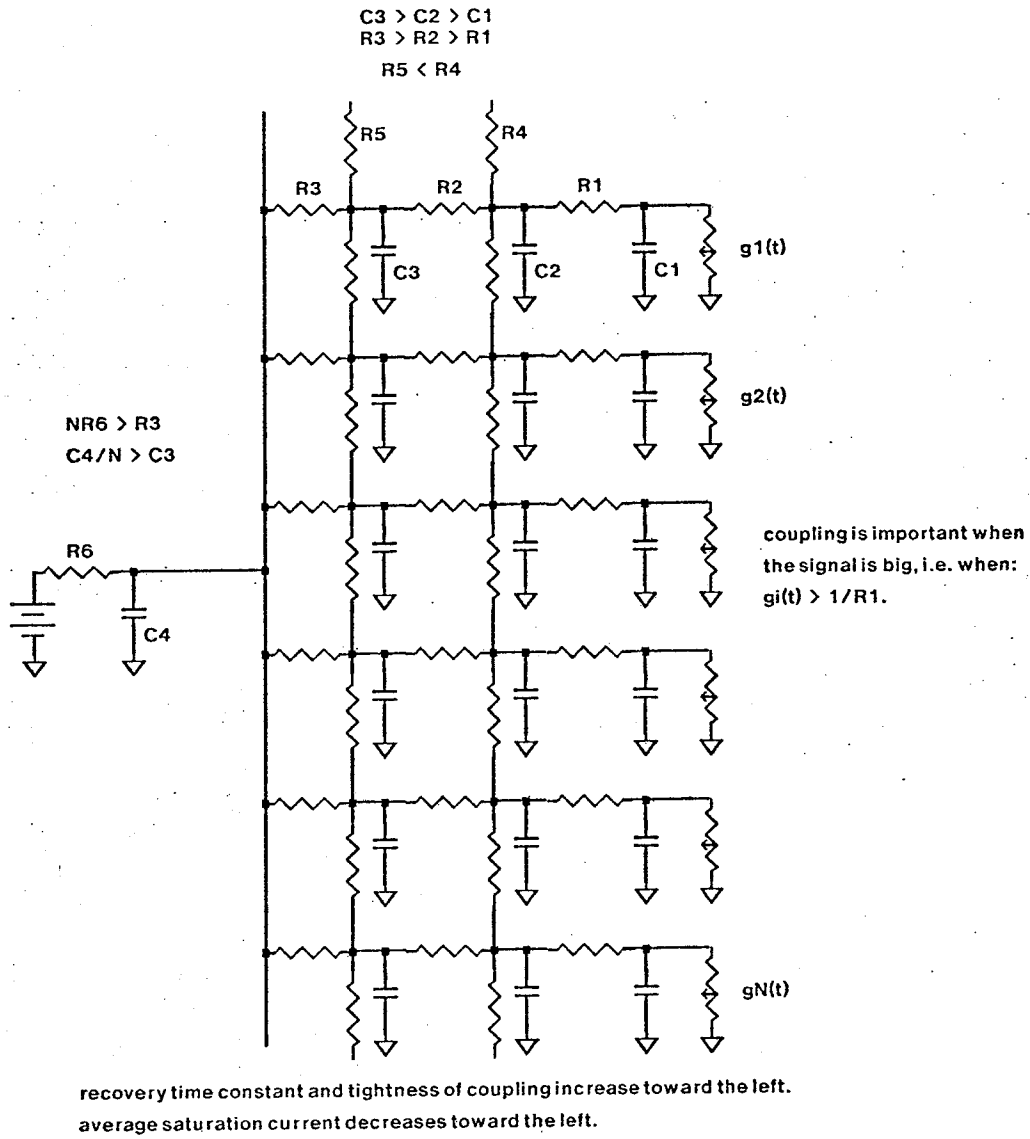 C3 > C2 > C1
R3 > R2 > R1
R5 < R4
R5
R4
R3
R2
R1
C3
C2
C1
g1(t)
g2(t)
NR6 > R3
C4/N > C3
R6
C4
coupling is important when
the signal is big, i.e. when:
gi(t) > 1/R1.
gN(t)
recovery time constant and tightness of coupling increase toward the left.
average saturation current decreases toward the left.